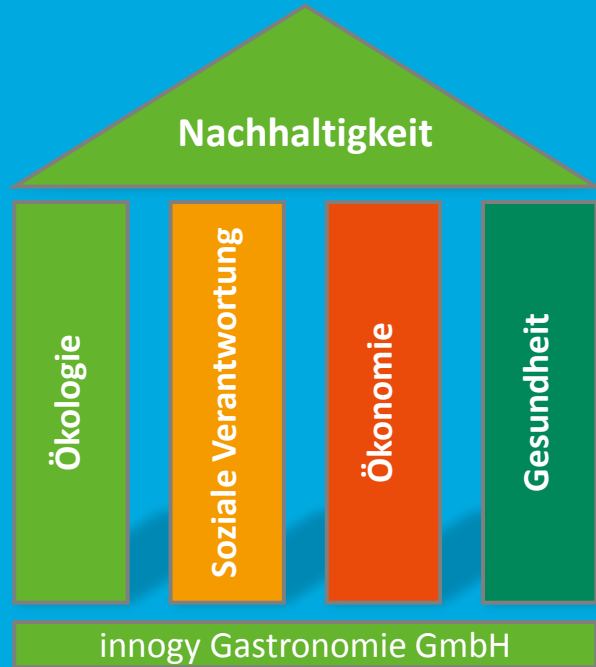 Nachhaltigkeit
Ökologie
Soziale Verantwortung
Ökonomie
Gesundheit
innogy Gastronomie GmbH